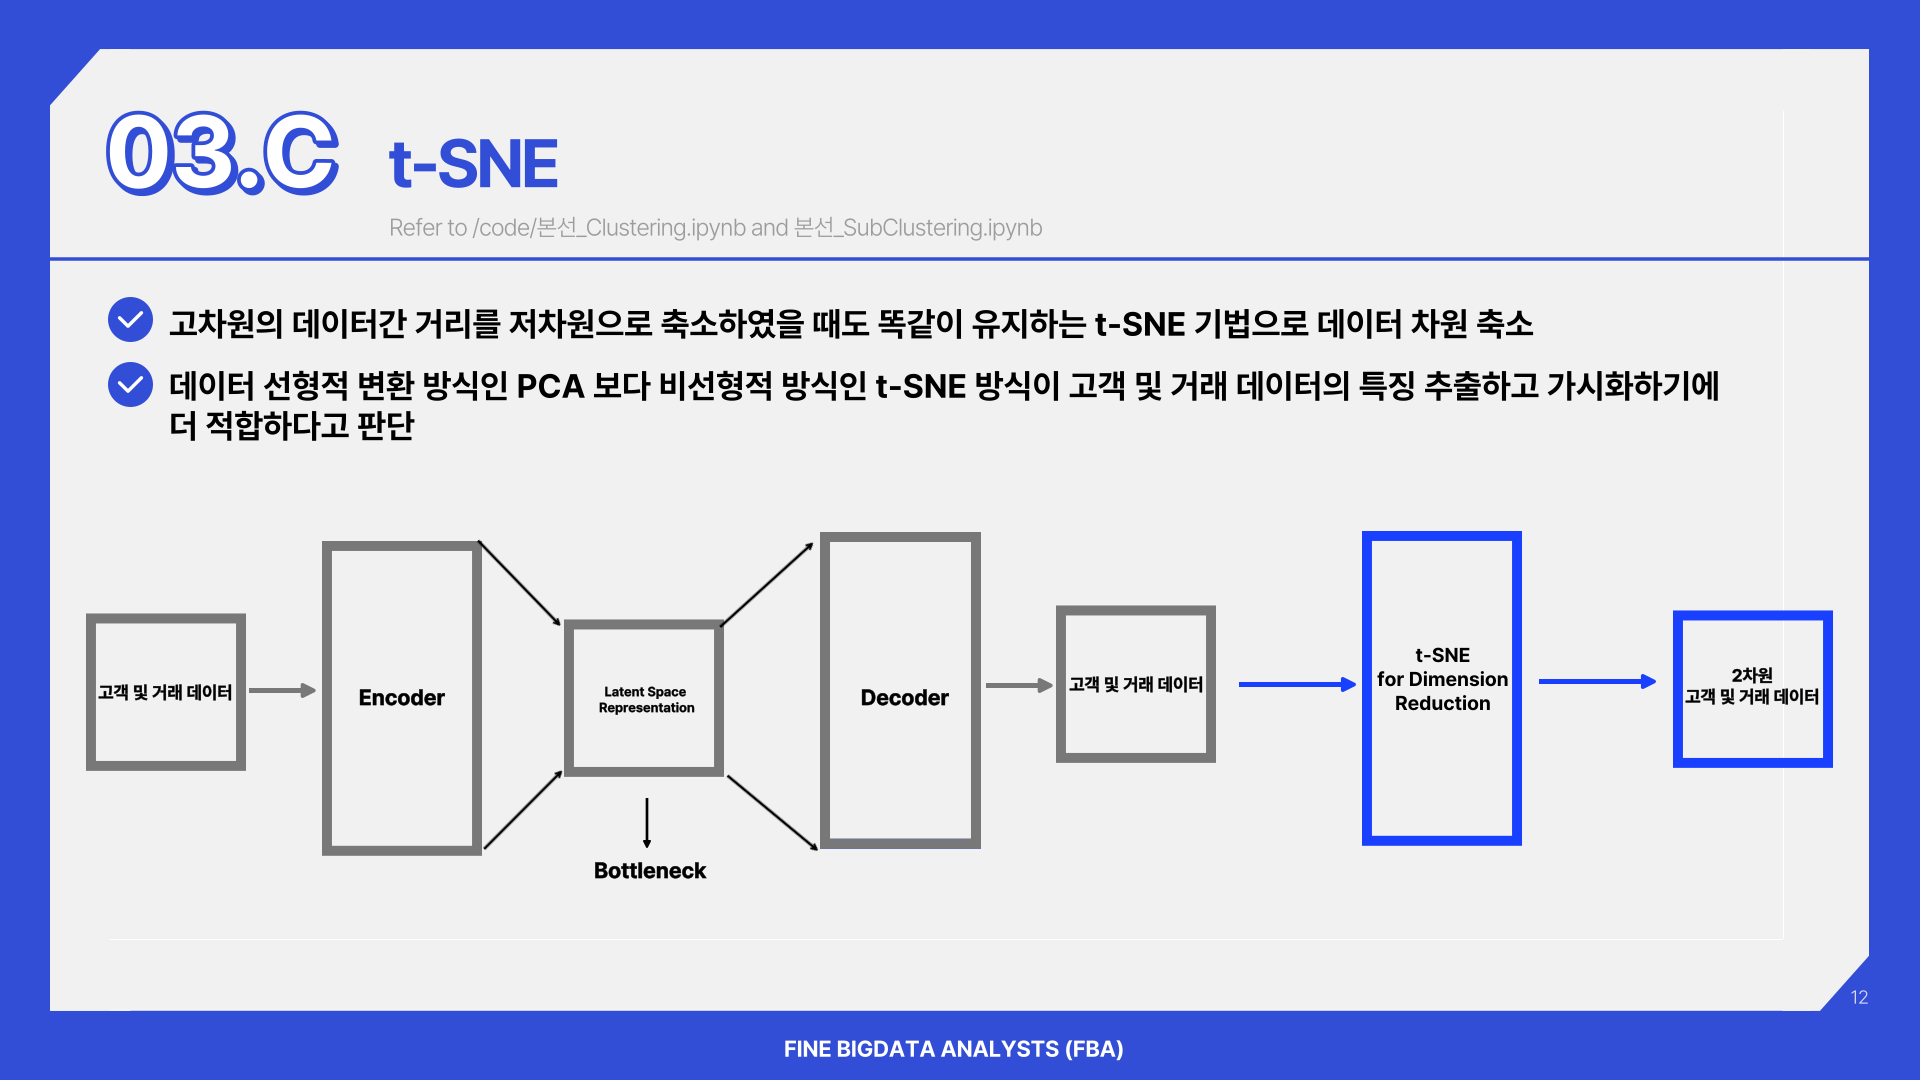 03.C
t-SNE
Refer to /code/본선_Clustering.ipynb and 본선_SubClustering.ipynb
고차원의 데이터간 거리를 저차원으로 축소하였을 때도 똑같이 유지하는 t-SNE 기법으로 데이터 차원 축소
데이터 선형적 변환 방식인 PCA 보다 비선형적 방식인 t-SNE 방식이 고객 및 거래 데이터의 특징 추출하고 가시화하기에
더 적합하다고 판단
고객 및 거래 데이터
Encoder
Latent Space
Representation
Bottleneck
Decoder
고객 및 거래 데이터
t-SNE
for Dimension
Reduction
2차원
고객 및 거래 데이터
12
FINE BIGDATA ANALYSTS (FBA)